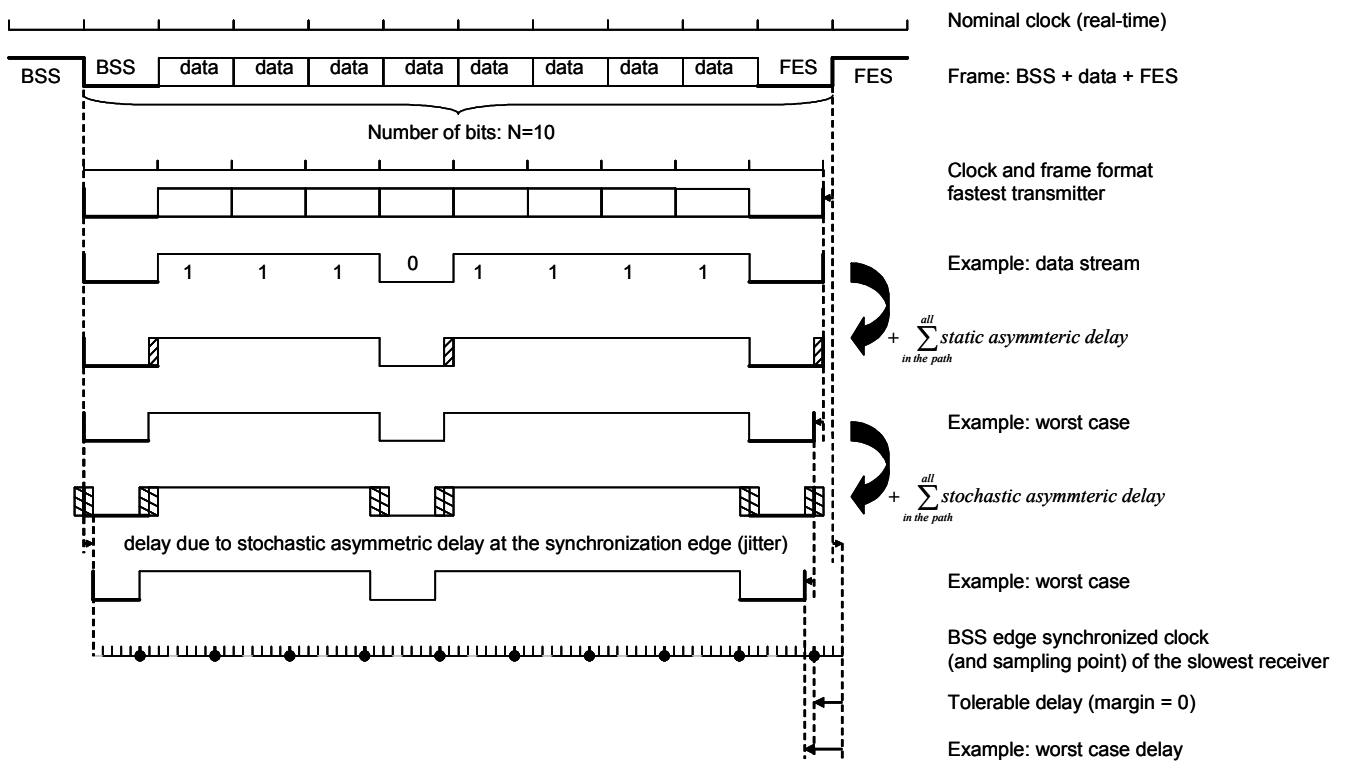 Nominal clock (real-time)
BSS BSS data data data data data data data data FES FES
Frame: BSS + data + FES
Number of bits: N=10
Clock and frame format
fastest transmitter
1 1 1 0 1 1 1 1
Example: data stream
all
+ ∑ static asymmteric delay
in the path
Example: worst case
all
+ ∑ stochastic asymmteric delay
in the path
delay due to stochastic asymmetric delay at the synchronization edge (jitter)
Example: worst case
BSS edge synchronized clock
(and sampling point) of the slowest receiver
Tolerable delay (margin = 0)
Example: worst case delay